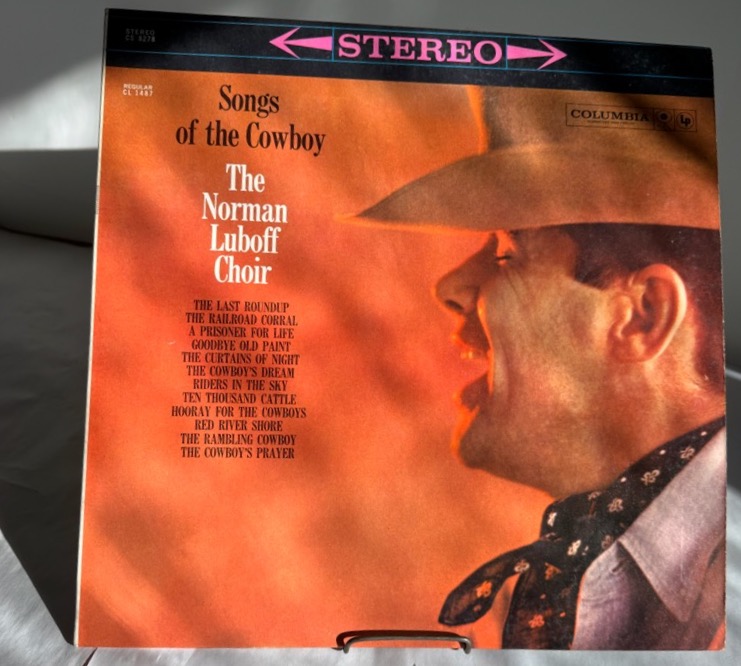 STEREO
CS 8278
STEREO
REGULAR
CL 1487
COLUMBIA
Lp
Songs
of the Cowboy
The
Norman
Luboff
Choir
THE LAST ROUNDUP
THE RAILROAD CORRAL
A PRISONER FOR LIFE
GOODBYE OLD PAINT
THE CURTAINS OF NIGHT
THE COWBOY'S DREAM
RIDERS IN THE SKY
TEN THOUSAND CATTLE
HOORAY FOR THE COWBOYS
RED RIVER SHORE
THE RAMBLING COWBOY
THE COWBOY'S PRAYER